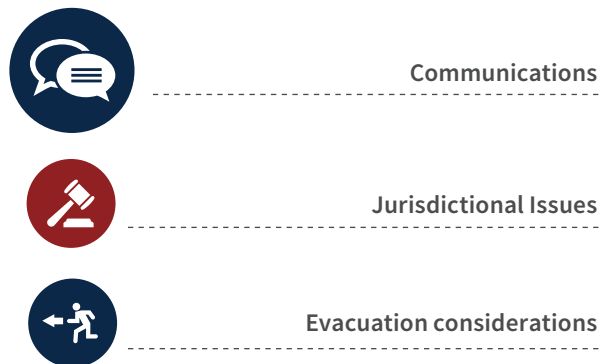 Communications
Jurisdictional Issues
Evacuation considerations